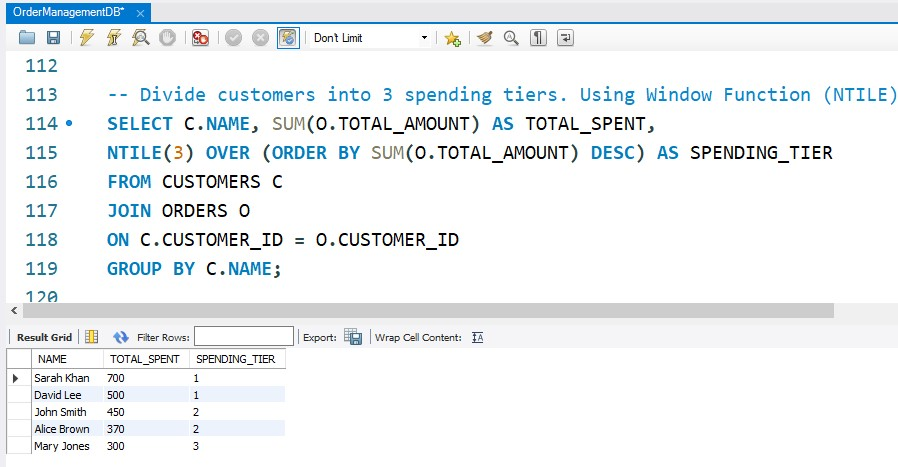 OrderManagementDB* ×
Don't Limit
112
113 -- Divide customers into 3 spending tiers. Using Window Function (NTILE)
114 SELECT C.NAME, SUM(O.TOTAL_AMOUNT) AS TOTAL_SPENT,
115 NTILE(3) OVER (ORDER BY SUM(O.TOTAL_AMOUNT) DESC) AS SPENDING_TIER
116 FROM CUSTOMERS C
117 JOIN ORDERS O
118 ON C.CUSTOMER_ID = O.CUSTOMER_ID
119 GROUP BY C.NAME;
120
Result Grid Filter Rows: Export: Wrap Cell Content:
NAME TOTAL_SPENT SPENDING_TIER
Sarah Khan 700 1
David Lee 500 1
John Smith 450 2
Alice Brown 370 2
Mary Jones 300 3